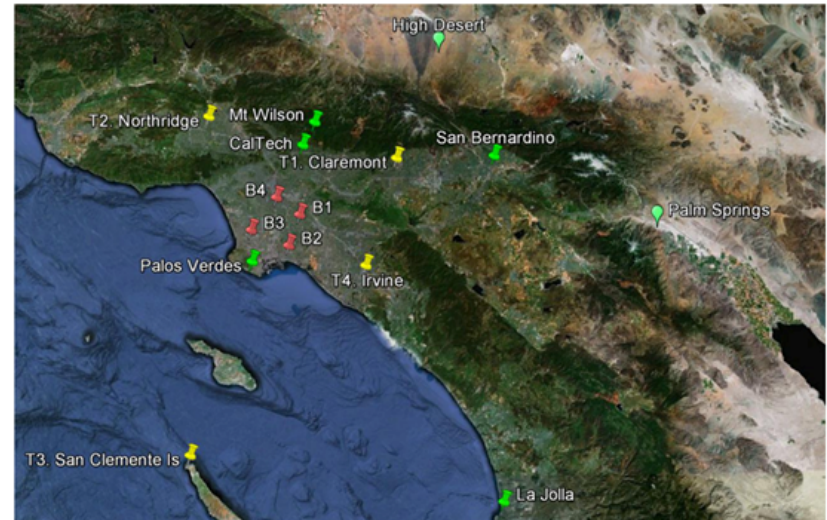 High Desert
T2. Northridge
Mt Wilson
CalTech
T1. Claremont
San Bernardino
B4
B1
B3
B2
Palm Springs
Palos Verdes
T4. Irvine
T3. San Clemente Is
La Jolla